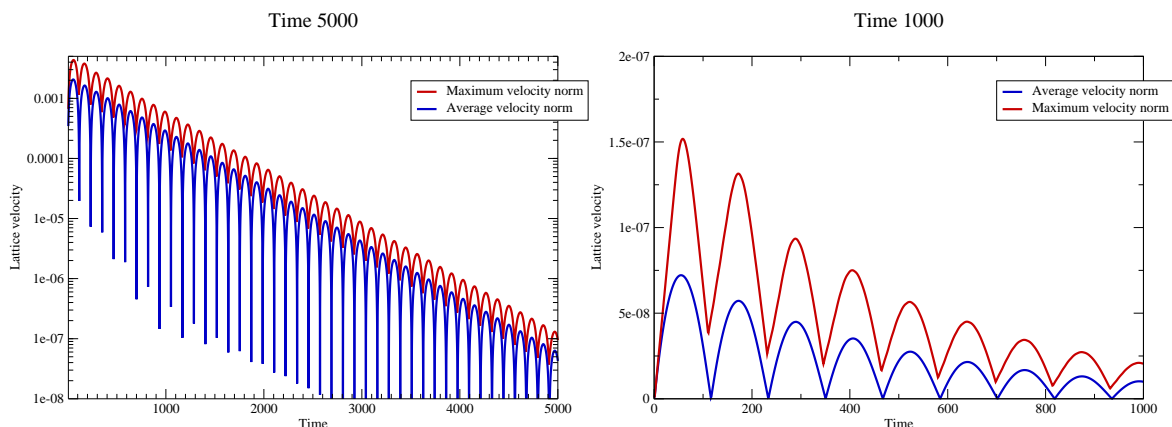 Time 5000
Maximum velocity norm
Average velocity norm
0.001
0.0001
1e-05
1e-06
1e-07
1e-08
1000
2000
3000
4000
5000
Time
Lattice velocity
Time 1000
Average velocity norm
Maximum velocity norm
2e-07
1.5e-07
1e-07
5e-08
0
0
200
400
600
800
1000
Time
Lattice velocity